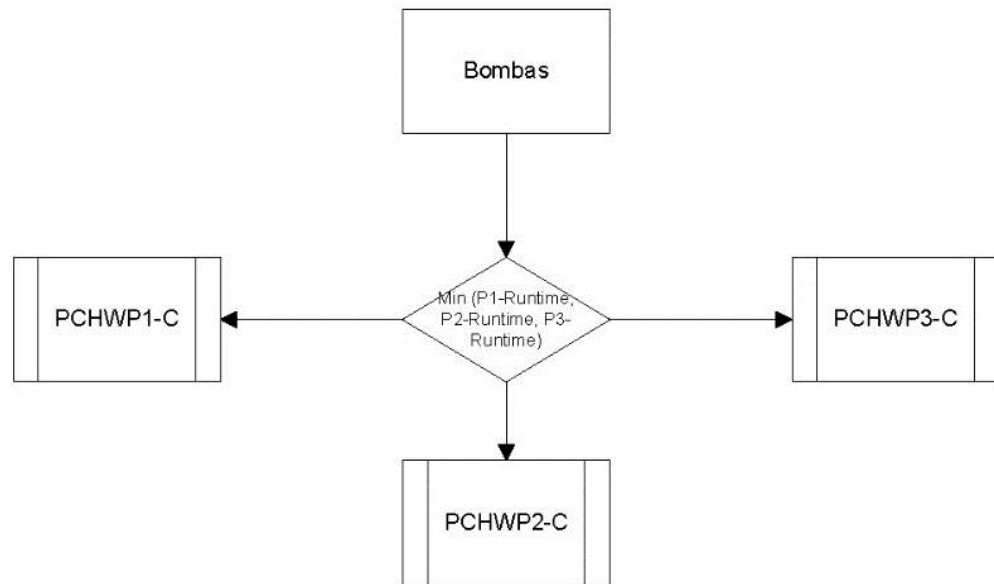 Bombas
Min (P1-Runtime,
P2-Runtime, P3-
Runtime)
PCHWP1-C
PCHWP3-C
PCHWP2-C